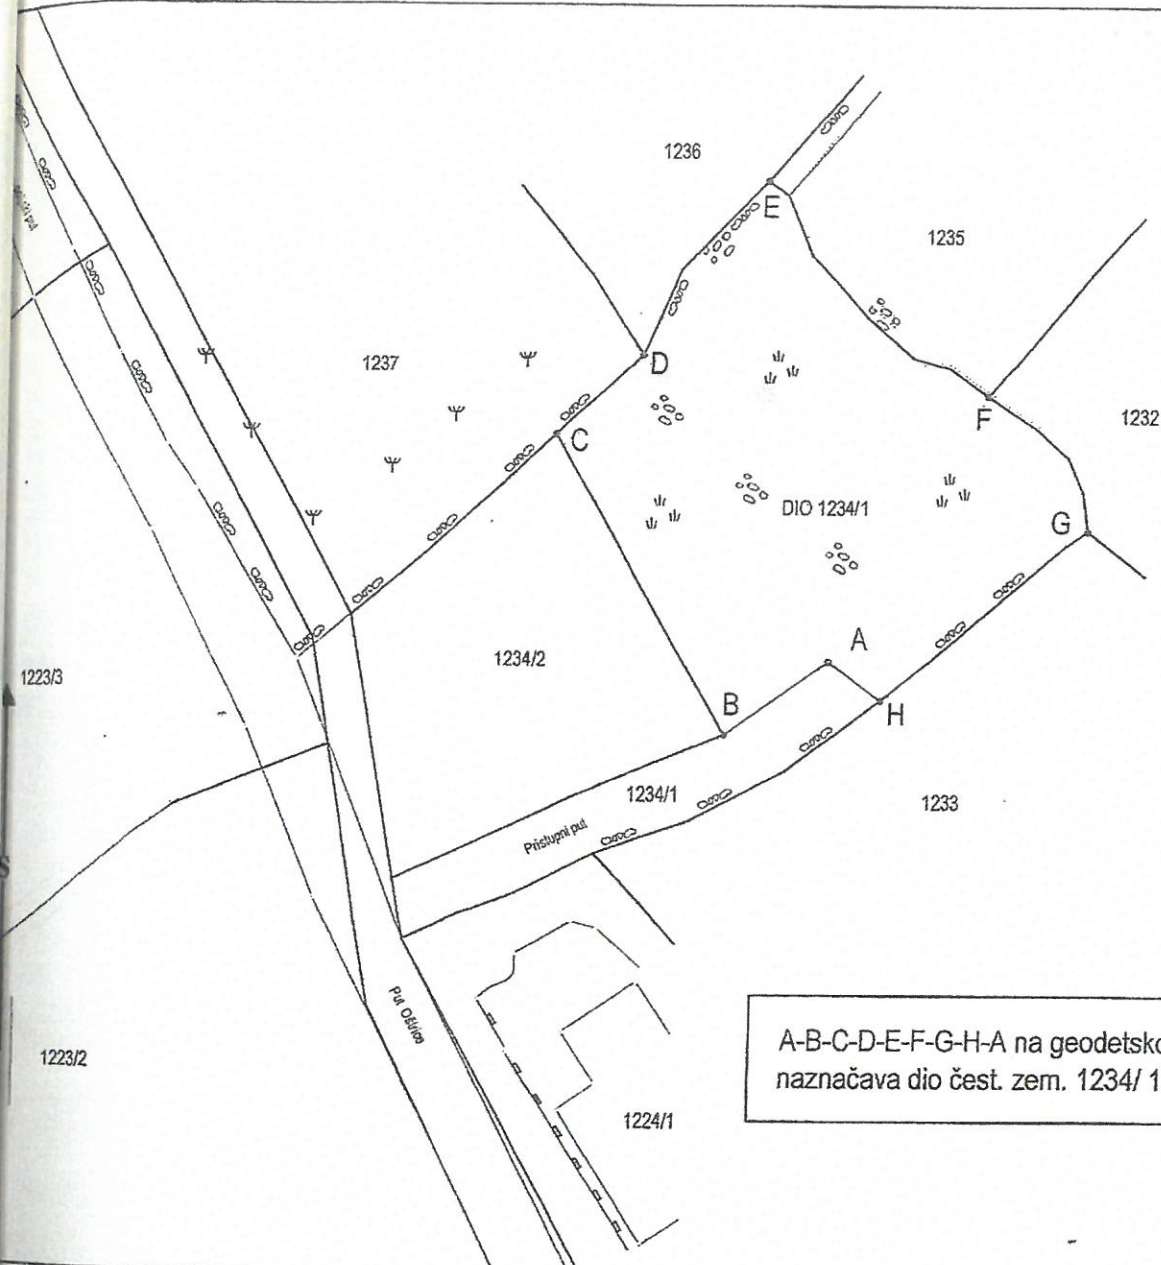 1236
E
1235
1237
D
F
1232
C
DIO 1234/1
G
1234/2
A
1223/3
B
H
1234/1
1233
Pristupni put
S
Put Oštrice
A-B-C-D-E-F-G-H-A na geodetsko
naznačava dio čest. zem. 1234/ 1
1223/2
1224/1